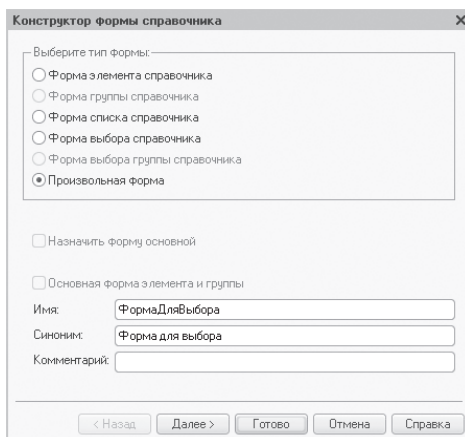 Конструктор формы справочника
Выберите тип формы:
Форма элемента справочника
Форма группы справочника
Форма списка справочника
Форма выбора справочника
Форма выбора группы справочника
Произвольная форма
Назначить форму основной
Основная форма элемента и группы
Имя: ФормаДляВыбора
Синоним: Форма для выбора
Комментарий:
< Назад Далее > Готово Отмена Справка